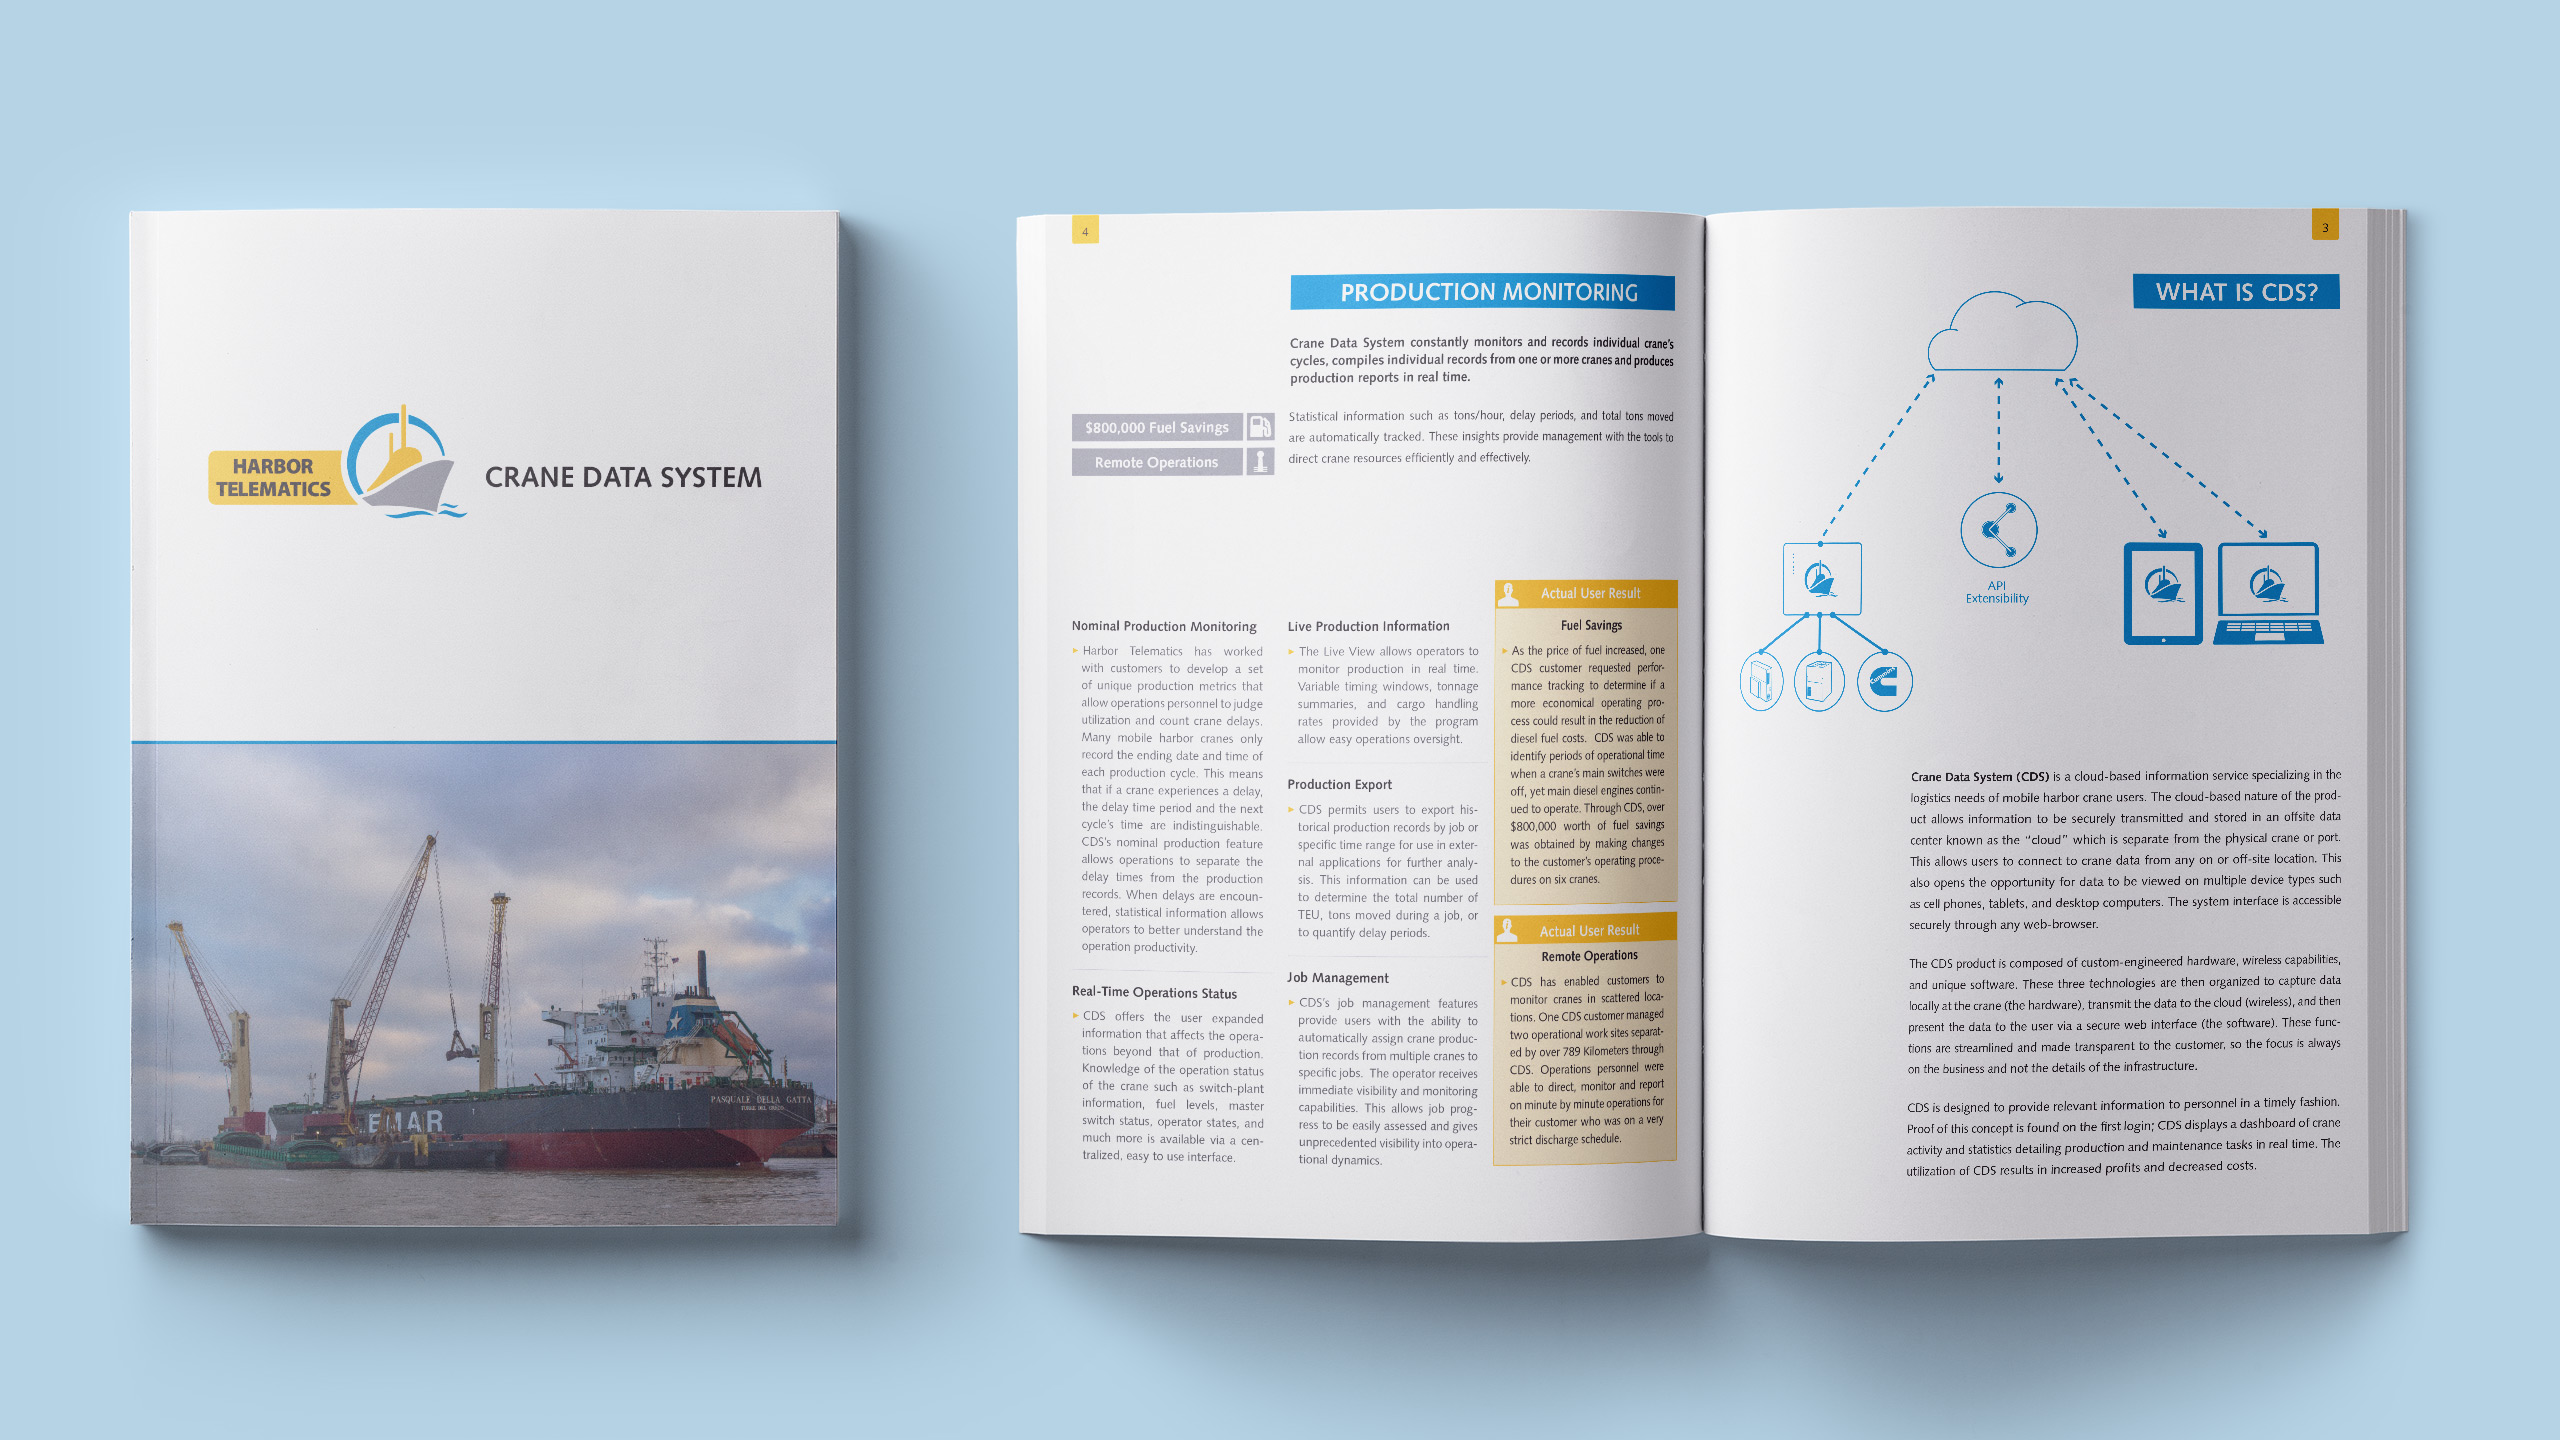 HARBOR
TELEMATICS
CRANE DATA SYSTEM
EMAR
PASQUALE DELLA GATTA
4
PRODUCTION MONITORING
Crane Data System constantly monitors and records individual crane's
cycles, compiles individual records from one or more cranes and produces
production reports in real time.
$800,000 Fuel Savings
Remote Operations
Statistical information such as tons/hour, delay periods, and total tons moved
are automatically tracked. These insights provide management with the tools to
direct crane resources efficiently and effectively.
Nominal Production Monitoring
Harbor Telematics has worked
with customers to develop a set
of unique production metrics that
allow operations personnel to judge
utilization and count crane delays.
Many mobile harbor cranes only
record the ending date and time of
each production cycle. This means
that if a crane experiences a delay,
the delay time period and the next
cycle's time are indistinguishable.
CDS's nominal production feature
allows operations to separate the
delay times from the production
records. When delays are encoun-
tered, statistical information allows
operators to better understand the
operation productivity.
Real-Time Operations Status
CDS offers the user expanded
information that affects the opera-
tions beyond that of production.
Knowledge of the operation status
of the crane such as switch-plant
information, fuel levels, master
switch status, operator states, and
much more is available via a cen-
tralized, easy to use interface.
Live Production Information
The Live View allows operators to
monitor production in real time.
Variable timing windows, tonnage
summaries, and cargo handling
rates provided by the program
allow easy operations oversight.
Production Export
CDS permits users to export his-
torical production records by job or
specific time range for use in exter-
nal applications for further analy-
sis. This information can be used
to determine the total number of
TEU, tons moved during a job, or
to quantify delay periods.
Job Management
CDS's job management features
provide users with the ability to
automatically assign crane produc-
tion records from multiple cranes to
specific jobs. The operator receives
immediate visibility and monitoring
capabilities. This allows job prog-
ress to be easily assessed and gives
unprecedented visibility into opera-
tional dynamics.
Actual User Result
Fuel Savings
As the price of fuel increased, one
CDS customer requested perfor-
mance tracking to determine if a
more economical operating pro-
cess could result in the reduction of
diesel fuel costs. CDS was able to
identify periods of operational time
when a crane's main switches were
off, yet main diesel engines contin-
ued to operate. Through CDS, over
$800,000 worth of fuel savings
was obtained by making changes
to the customer's operating proce-
dures on six cranes.
Actual User Result
Remote Operations
CDS has enabled customers to
monitor cranes in scattered loca-
tions. One CDS customer managed
two operational work sites separat-
ed by over 789 Kilometers through
CDS. Operations personnel were
able to direct, monitor and report
on minute by minute operations for
their customer who was on a very
strict discharge schedule.
3
WHAT IS CDS?
API
Extensibility
Cummins
Crane Data System (CDS) is a cloud-based information service specializing in the
logistics needs of mobile harbor crane users. The cloud-based nature of the prod-
uct allows information to be securely transmitted and stored in an offsite data
center known as the "cloud" which is separate from the physical crane or port.
This allows users to connect to crane data from any on or off-site location. This
also opens the opportunity for data to be viewed on multiple device types such
as cell phones, tablets, and desktop computers. The system interface is accessible
securely through any web-browser.
The CDS product is composed of custom-engineered hardware, wireless capabilities,
and unique software. These three technologies are then organized to capture data
locally at the crane (the hardware), transmit the data to the cloud (wireless), and then
present the data to the user via a secure web interface (the software). These func-
tions are streamlined and made transparent to the customer, so the focus is always
on the business and not the details of the infrastructure.
CDS is designed to provide relevant information to personnel in a timely fashion.
Proof of this concept is found on the first login; CDS displays a dashboard of crane
activity and statistics detailing production and maintenance tasks in real time. The
utilization of CDS results in increased profits and decreased costs.